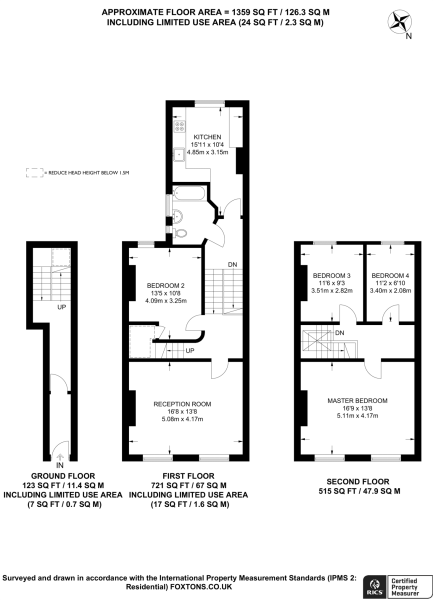 APPROXIMATE FLOOR AREA = 1359 SQ FT / 126.3 SQ M
INCLUDING LIMITED USE AREA (24 SQ FT / 2.3 SQ M)
N
= REDUCE HEAD HEIGHT BELOW 1.5M
KITCHEN
15'11 x 10'4
4.85m x 3.15m
DN
BEDROOM 2
13'5 x 10'8
4.09m x 3.25m
UP
RECEPTION ROOM
16'8 x 13'8
5.08m x 4.17m
UP
IN
BEDROOM 3
11'6 x 9'3
3.51m x 2.82m
BEDROOM 4
11'2 x 6'10
3.40m x 2.08m
DN
MASTER BEDROOM
16'9 x 13'8
5.11m x 4.17m
GROUND FLOOR
123 SQ FT / 11.4 SQ M
INCLUDING LIMITED USE AREA
(7 SQ FT / 0.7 SQ M)
FIRST FLOOR
721 SQ FT / 67 SQ M
INCLUDING LIMITED USE AREA
(17 SQ FT / 1.6 SQ M)
SECOND FLOOR
515 SQ FT / 47.9 SQ M
Surveyed and drawn in accordance with the International Property Measurement Standards (IPMS 2:
Residential) FOXTONS.CO.UK
RICS
Certified
Property
Measurer